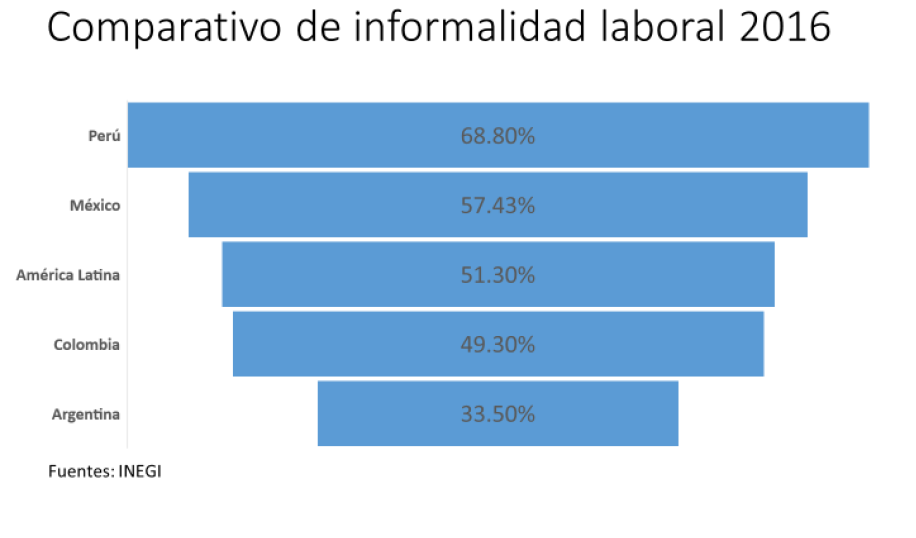 Comparativo de informalidad laboral 2016
Perú 68.80%
México 57.43%
América Latina 51.30%
Colombia 49.30%
Argentina 33.50%
Fuentes: INEGI